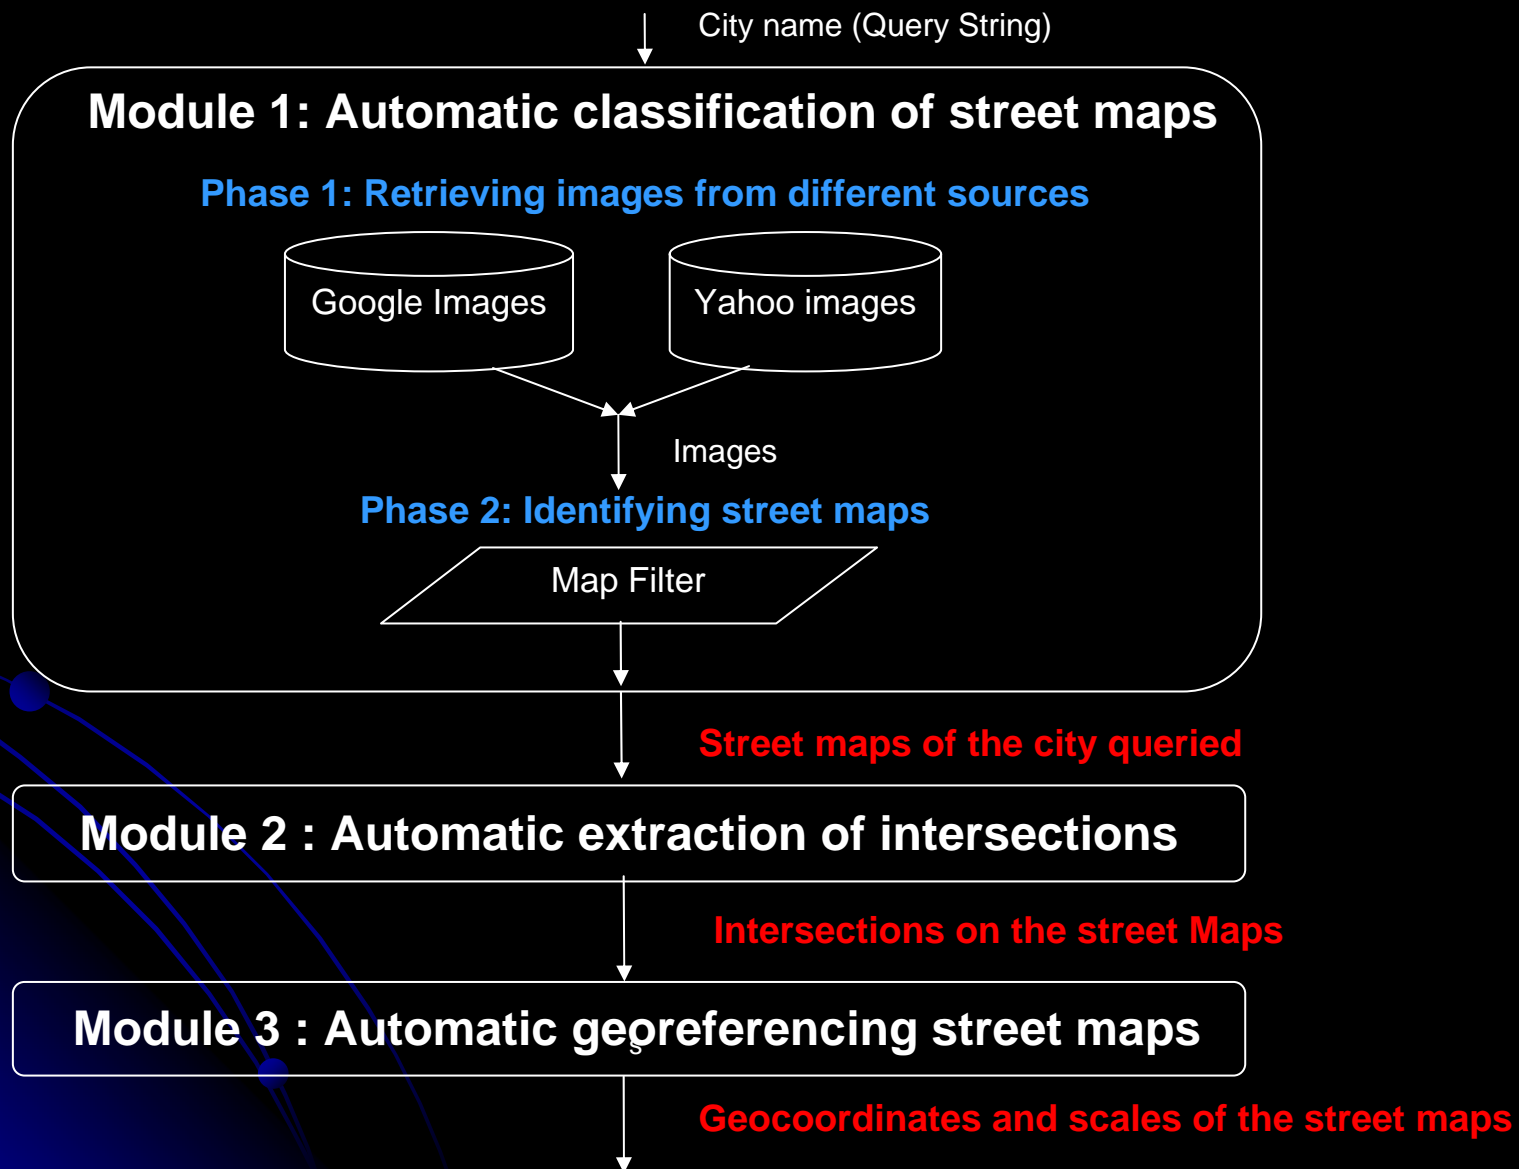 City name (Query String)
Module 1: Automatic classification of street maps
Phase 1: Retrieving images from different sources
Google Images
Yahoo images
Images
Phase 2: Identifying street maps
Map Filter
Street maps of the city queried
Module 2 : Automatic extraction of intersections
Intersections on the street Maps
Module 3 : Automatic georeferencing street maps
s
Geocoordinates and scales of the street maps